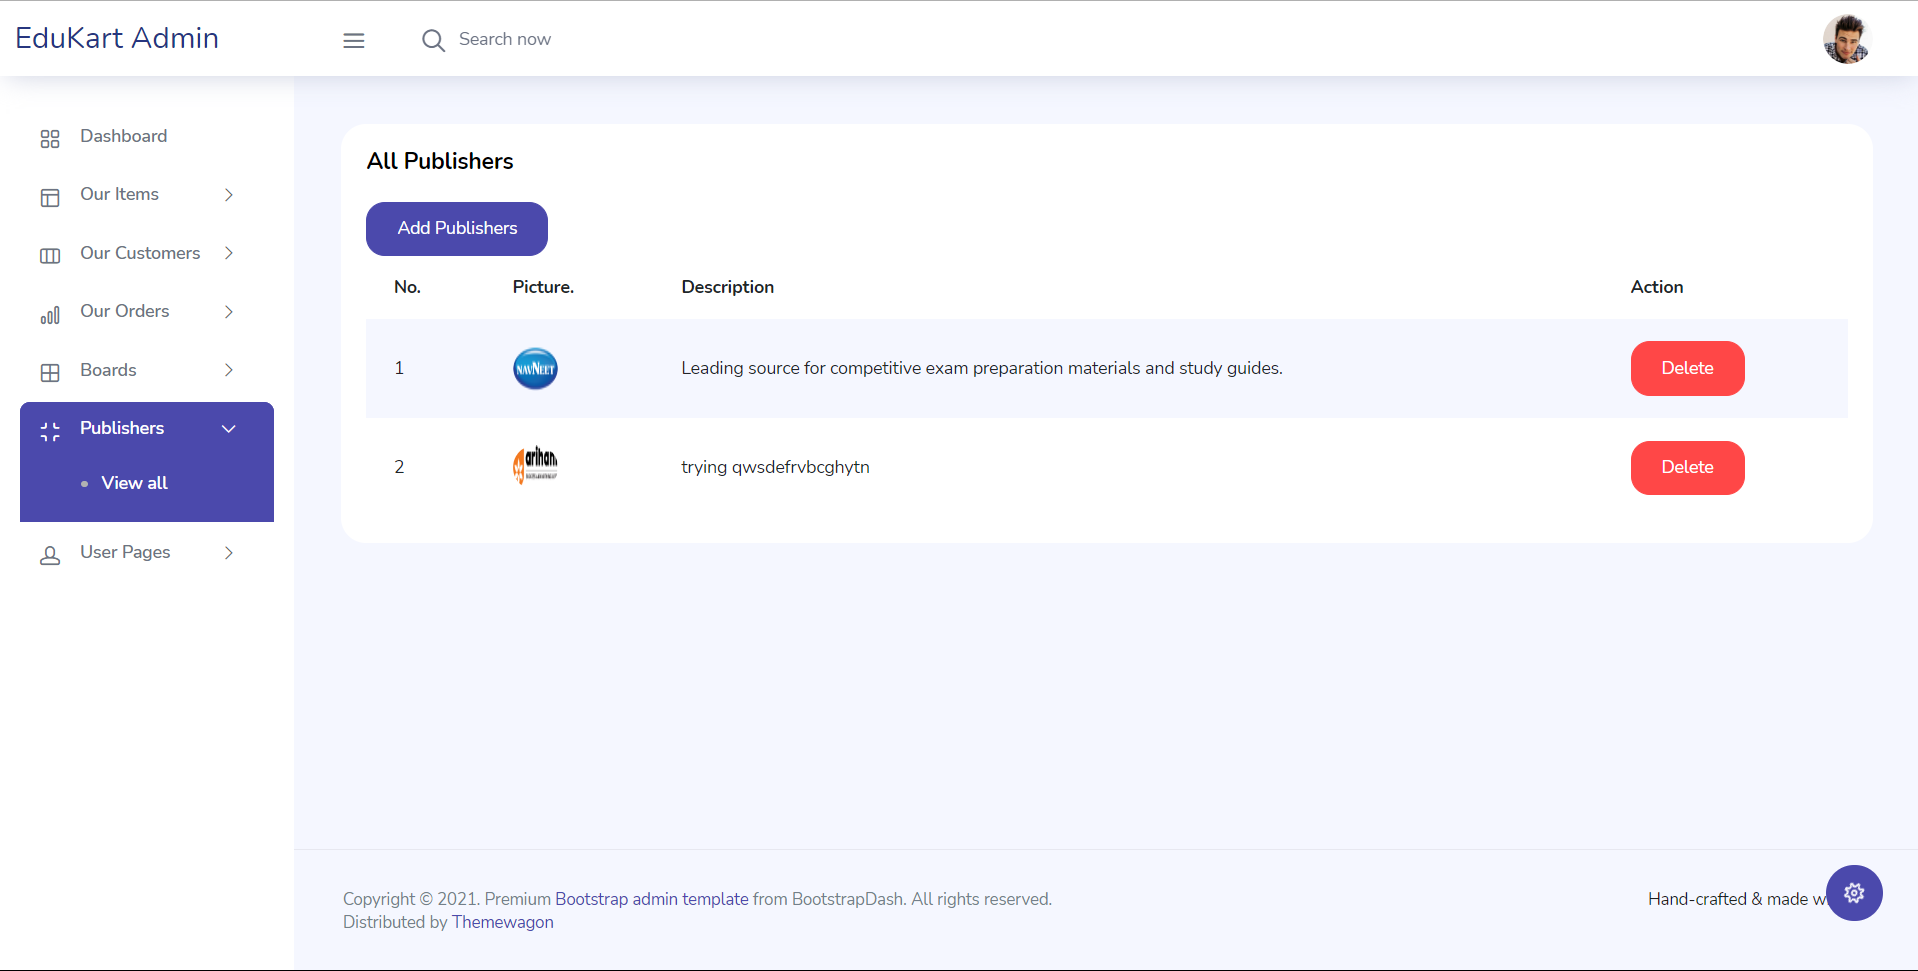 EduKart Admin
Search now
Dashboard
Our Items
Our Customers
Our Orders
Boards
Publishers
View all
User Pages
All Publishers
Add Publishers
No. Picture. Description Action
1 NAVNEET Leading source for competitive exam preparation materials and study guides. Delete
2 arihan trying qwsdefrvbcghytn Delete
Copyright © 2021. Premium Bootstrap admin template from BootstrapDash. All rights reserved. Hand-crafted & made w
Distributed by Themewagon